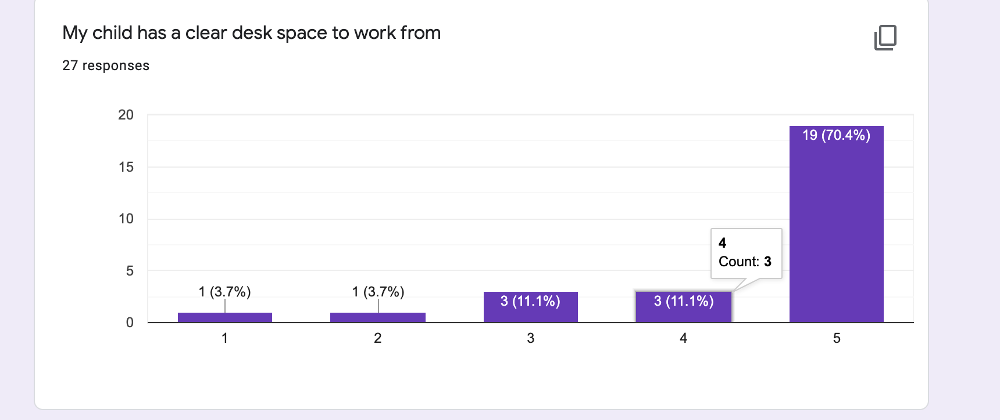 My child has a clear desk space to work from
27 responses
20
15
10
5
0
1 (3.7%)
1 (3.7%)
3 (11.1%)
3 (11.1%)
19 (70.4%)
4
Count: 3
1 2 3 4 5